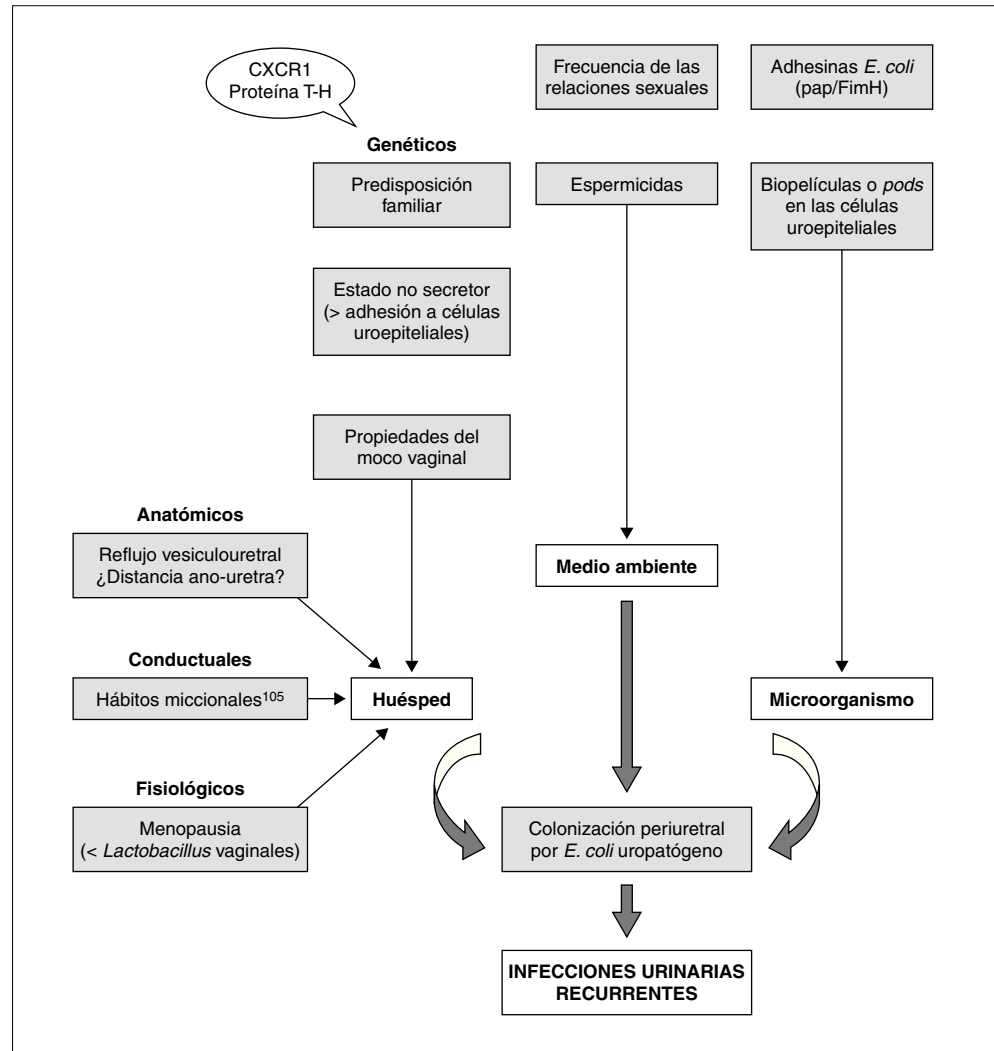 CXCR1
Proteína T-H
Frecuencia de las
relaciones sexuales
Adhesinas E. coli
(pap/FimH)
Genéticos
Predisposición
familiar
Espermicidas
Biopelículas o pods
en las células
uroepiteliales
Estado no secretor
(> adhesión a células
uroepiteliales)
Propiedades del
moco vaginal
Anatómicos
Reflujo vesiculouretral
¿Distancia ano-uretra?
Medio ambiente
Conductuales
Hábitos miccionales105
Huésped
Microorganismo
Fisiológicos
Menopausia
(< Lactobacillus vaginales)
Colonización periuretral
por E. coli uropatógeno
INFECCIONES URINARIAS
RECURRENTES